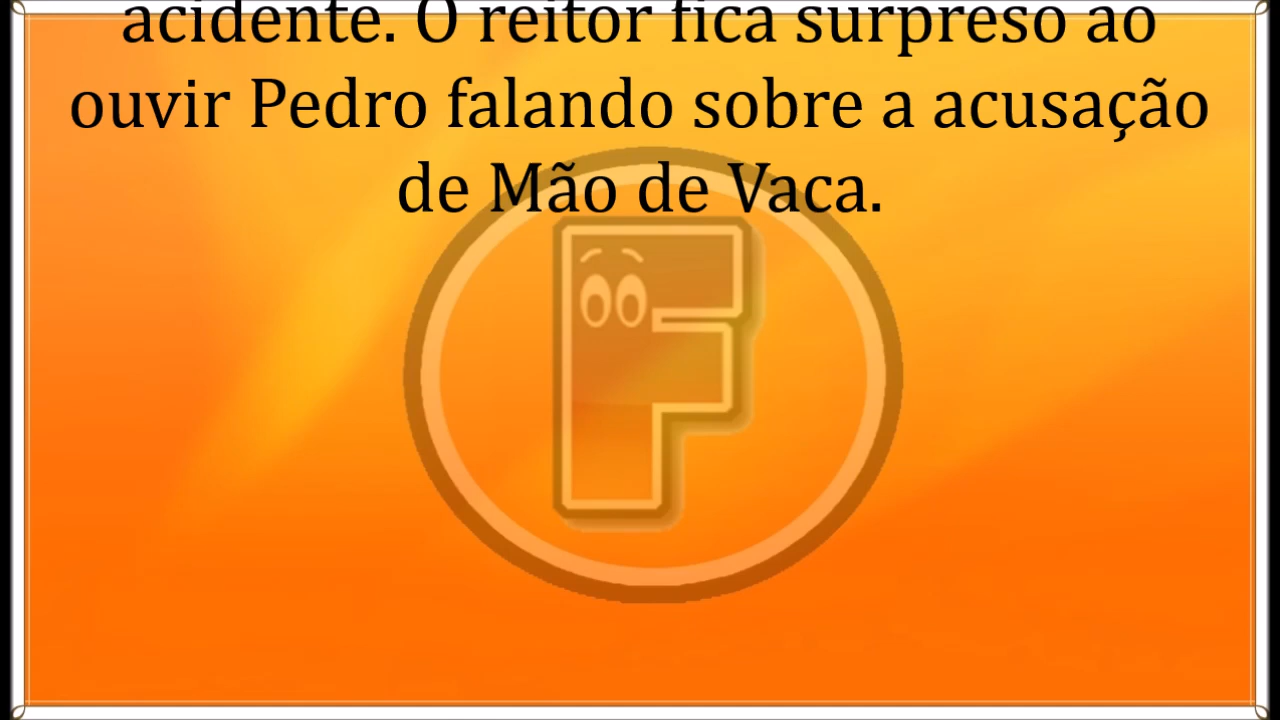 acidente. O reitor fica surpreso ao
ouvir Pedro falando sobre a acusação
de Mão de Vaca.
F